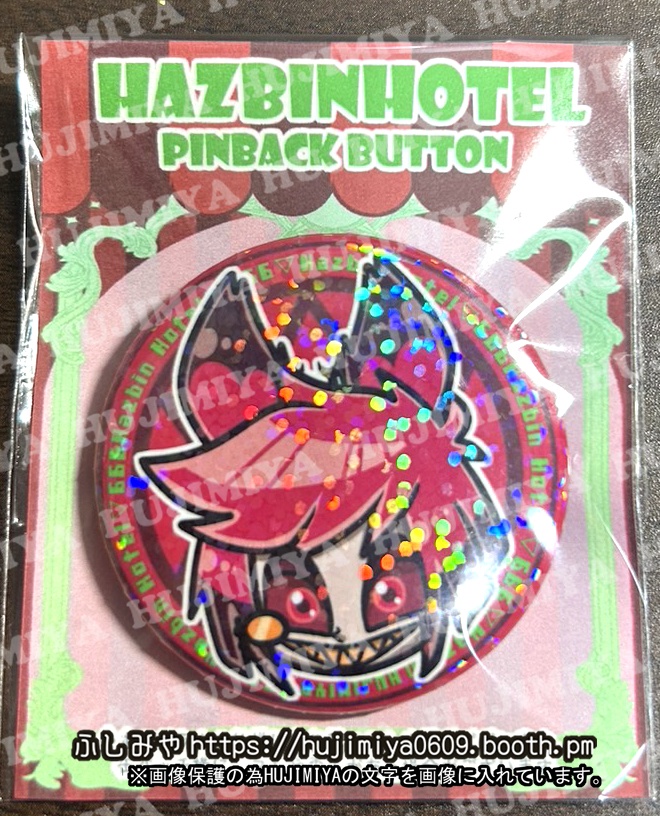 HAZBINHOTEL
PINBACK BUTTON
ふしみや https://hujimiya0609.booth.pm
※画像保護の為HUJIMIYAの文字を画像に入れています。
HUJIMIYA